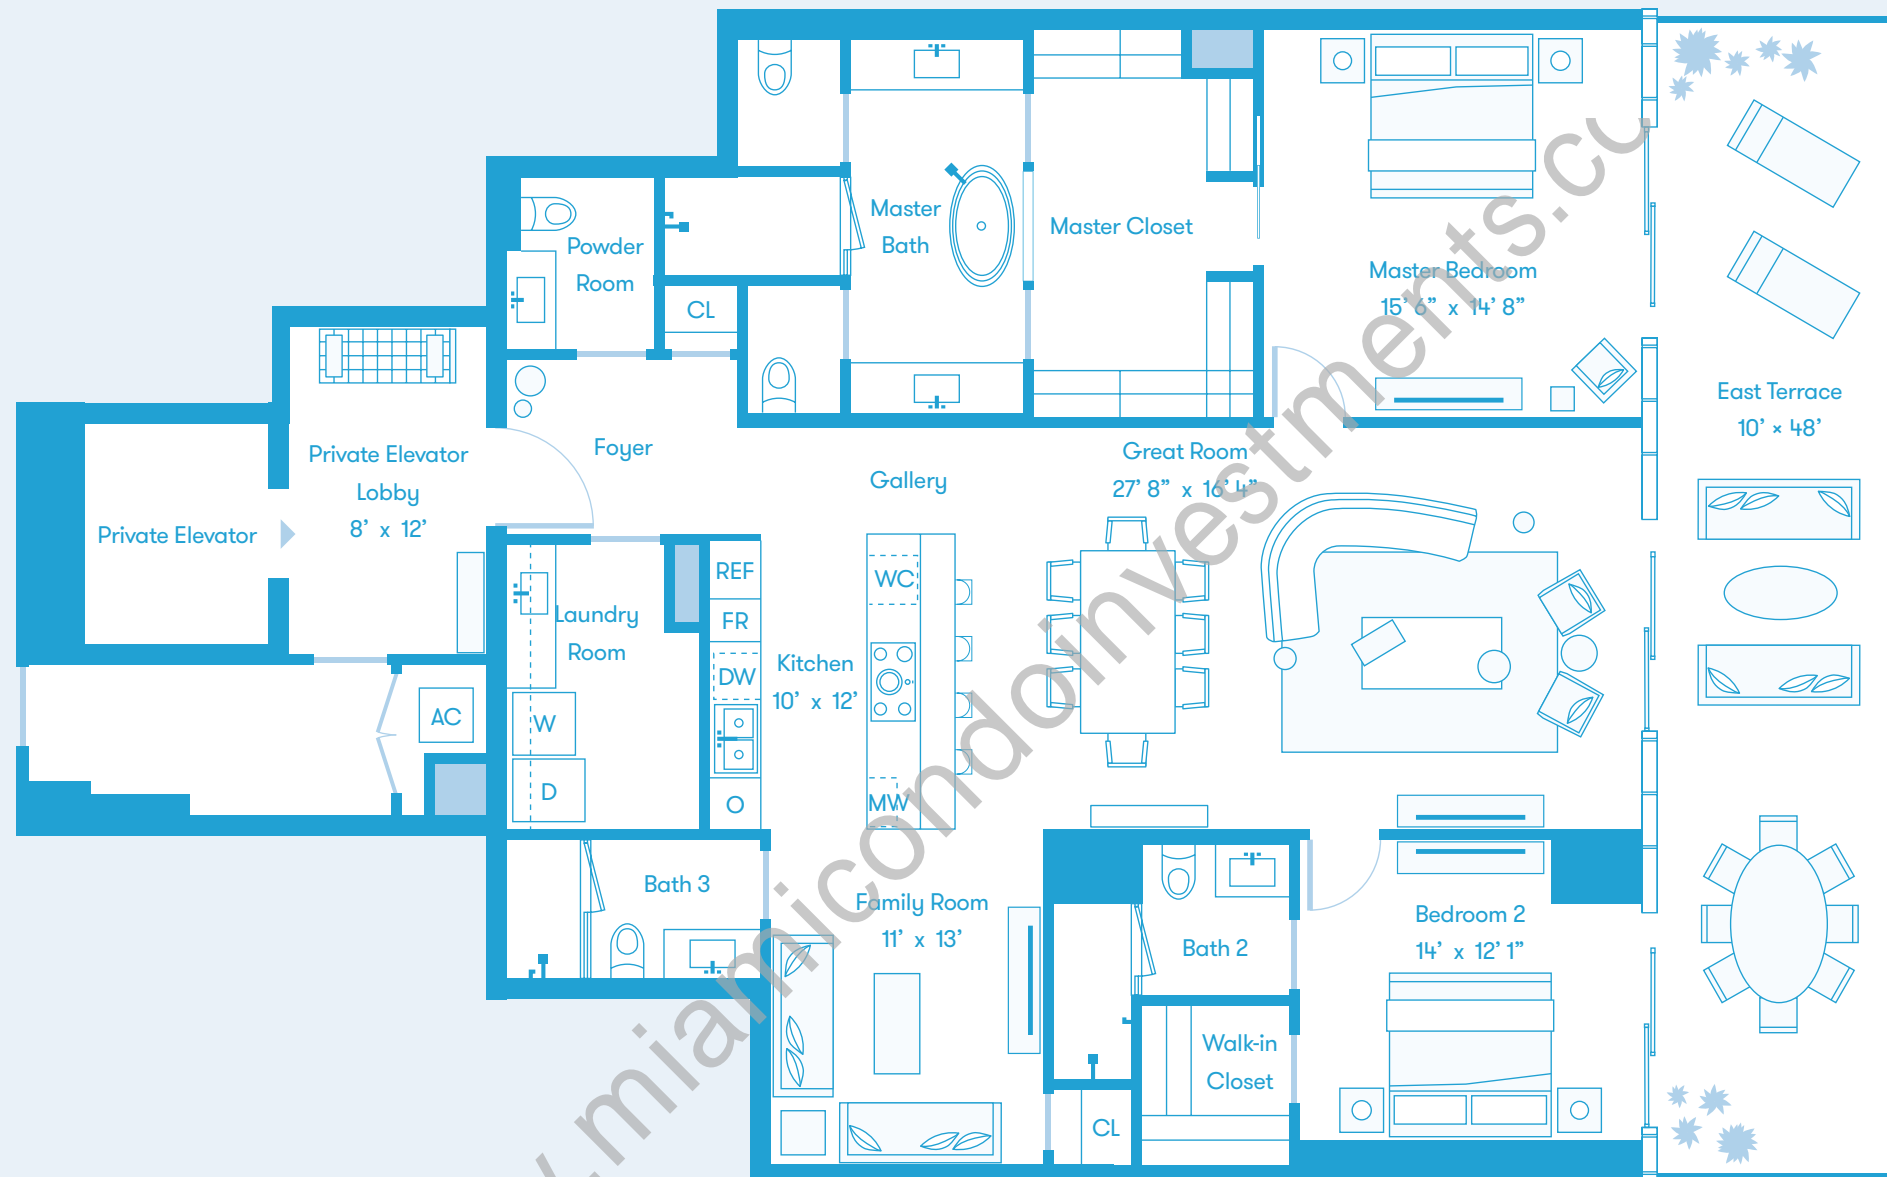 Master
Bath
Master Closet
Powder
Room
CL
Master Bedroom
15’ 6” x 14’ 8”
East Terrace
10’ × 48’
Private Elevator
Lobby
8’ x 12’
Foyer
Gallery
Great Room
27’ 8” x 16’ 4”
Private Elevator
REF
WC
FR
Laundry
Room
Kitchen
10’ x 12’
DW
AC
W
D
O
MW
Bath 3
Family Room
11’ x 13’
Bath 2
Bedroom 2
14’ x 12’ 1”
Walk-in
Closet
CL
.miamicondoinvestments.c